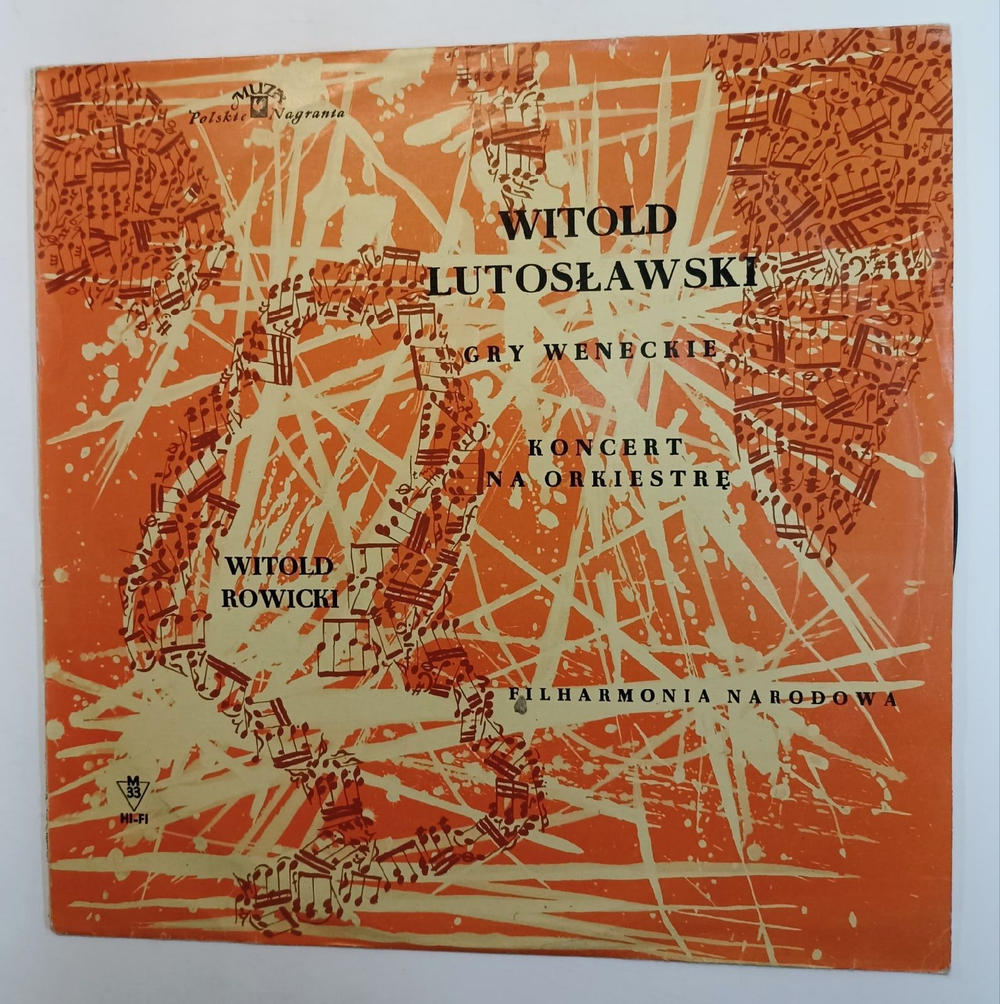 MUZA
Polskie Nagrania
WITOLD
LUTOSŁAWSKI
GRY WENECKIE
KONCERT
NA ORKIESTRĘ
WITOLD
ROWICKI
FILHARMONIA NARODOWA
M
33
HI-FI